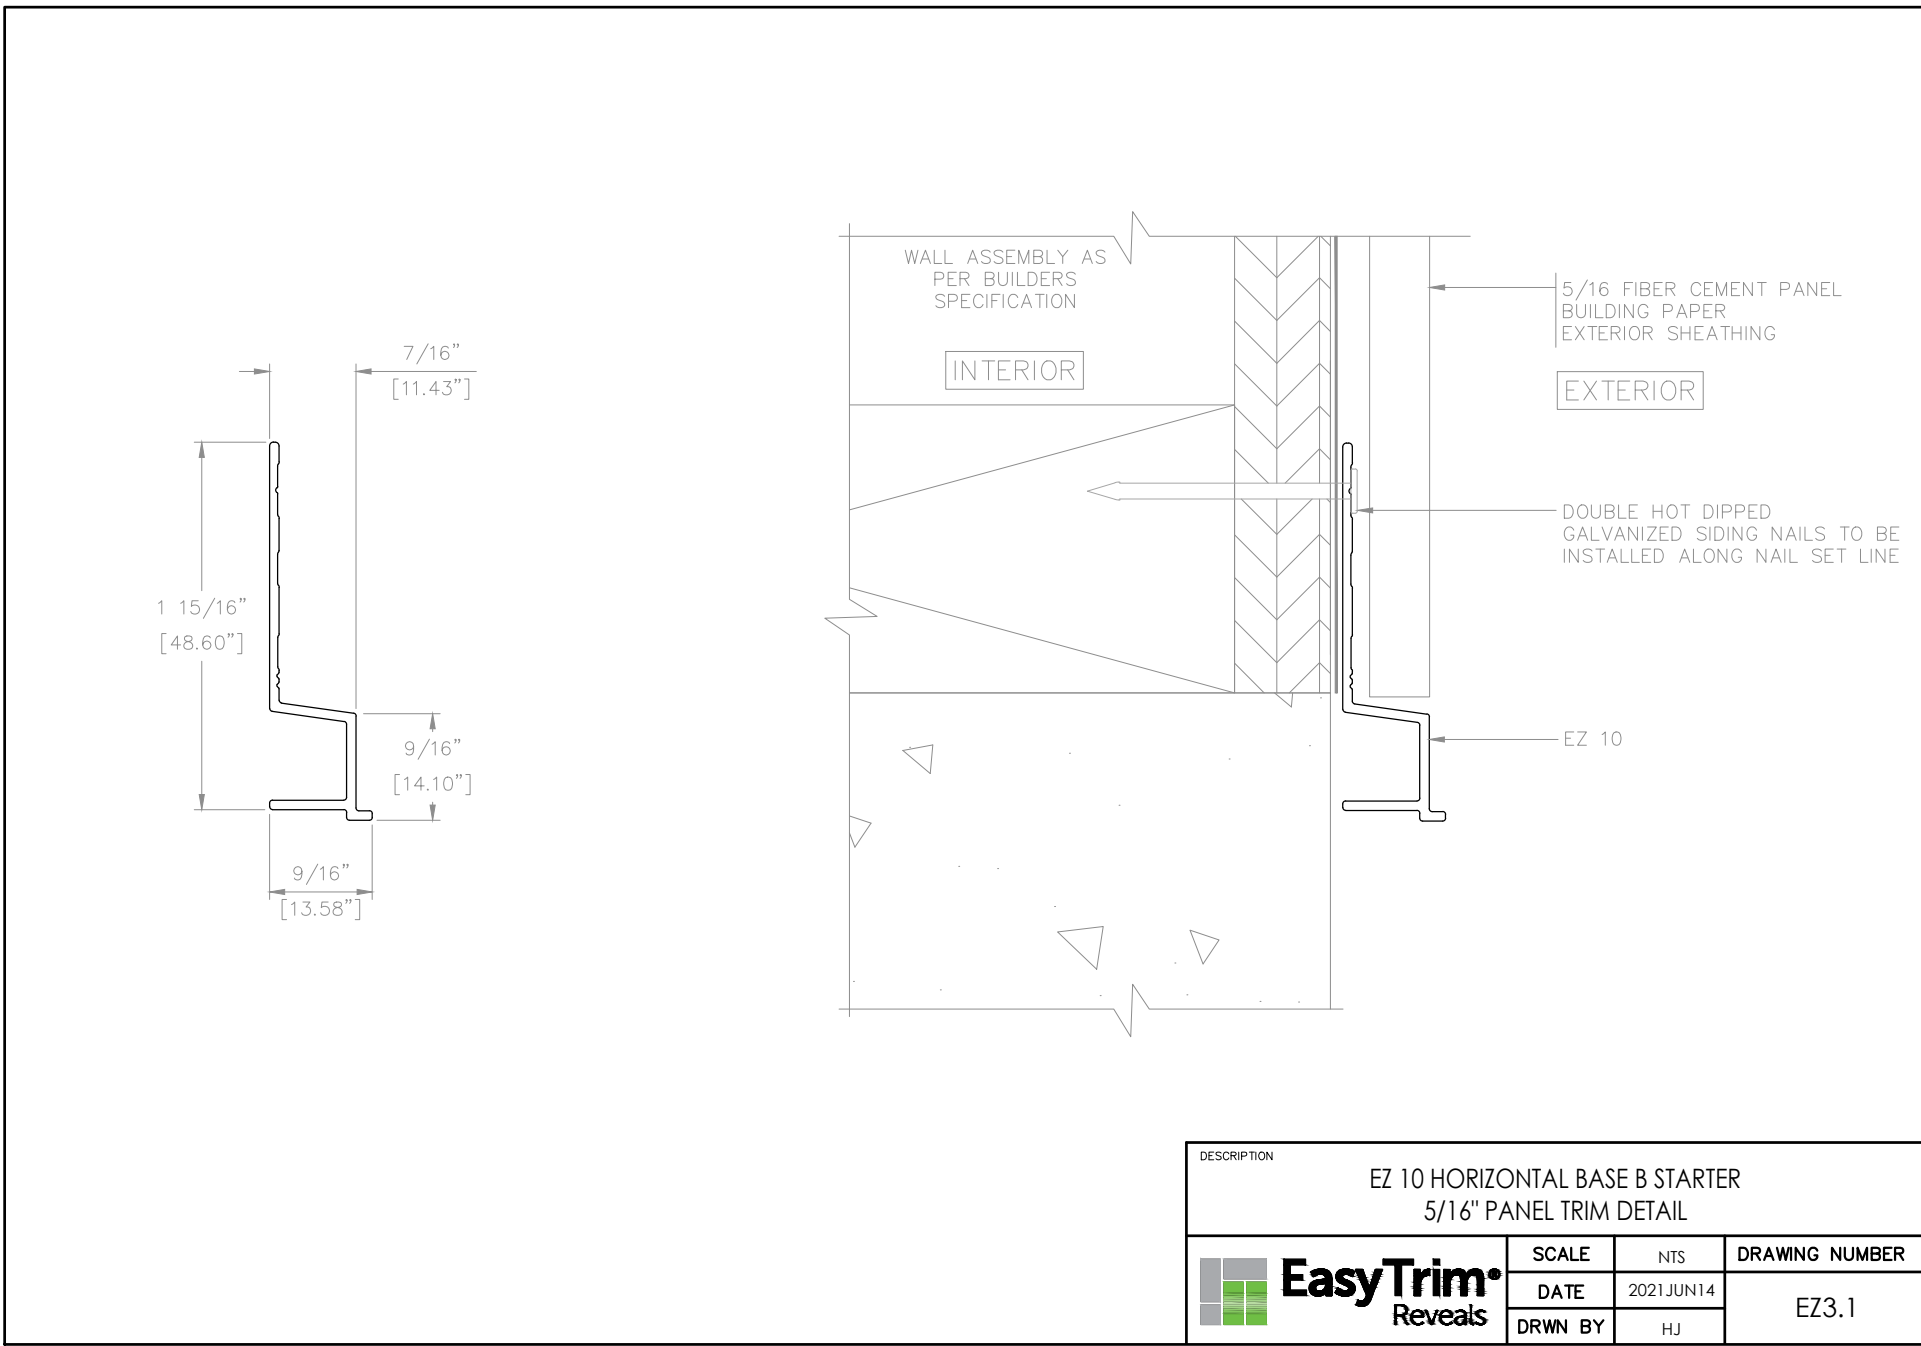 7/16”
[11.43”]
1 15/16”
[48.60”]
9/16”
[14.10”]
9/16”
[13.58”]
WALL ASSEMBLY AS
PER BUILDERS
SPECIFICATION
INTERIOR
5/16 FIBER CEMENT PANEL
BUILDING PAPER
EXTERIOR SHEATHING
EXTERIOR
DOUBLE HOT DIPPED
GALVANIZED SIDING NAILS TO BE
INSTALLED ALONG NAIL SET LINE
EZ 10
DESCRIPTION
EZ 10 HORIZONTAL BASE B STARTER
5/16" PANEL TRIM DETAIL
EasyTrim®
Reveals
SCALE
NTS
DRAWING NUMBER
DATE
2021JUN14
EZ3.1
DRWN BY
HJ